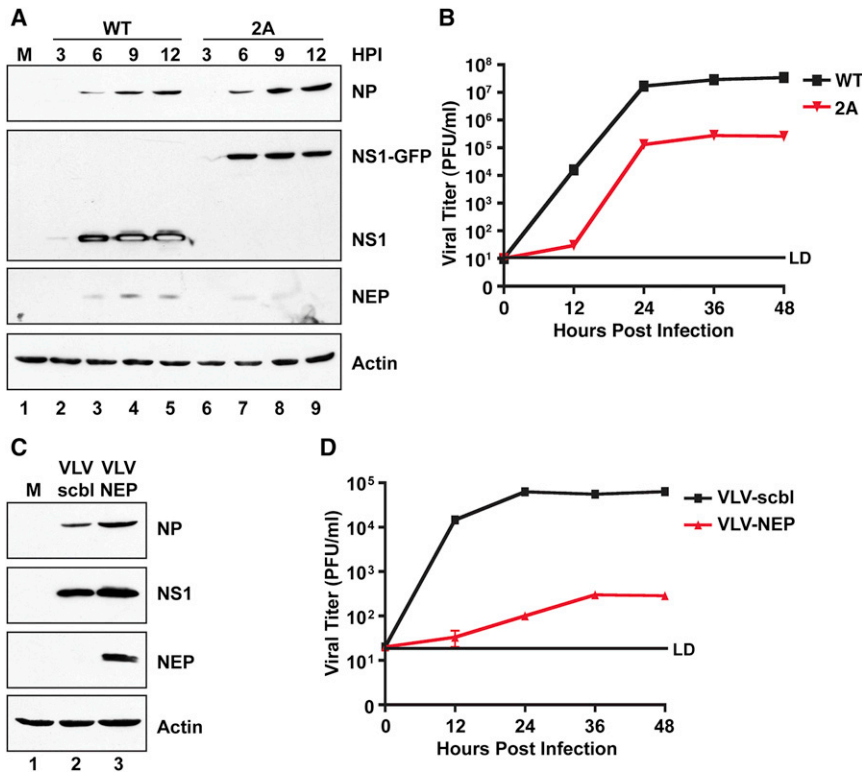 A
WT 2A
M 3 6 9 12 3 6 9 12 HPI
NP
NS1-GFP
NS1
NEP
Actin
1 2 3 4 5 6 7 8 9
B
Viral Titer (PFU/ml)
10⁸
10⁷
10⁶
10⁵
10⁴
10³
10²
10¹
0
0 12 24 36 48
Hours Post Infection
WT
2A
LD
C
VLV VLV
M scbl NEP
NP
NS1
NEP
Actin
1 2 3
D
Viral Titer (PFU/ml)
10⁵
10⁴
10³
10²
10¹
0
0 12 24 36 48
Hours Post Infection
VLV-scbl
VLV-NEP
LD